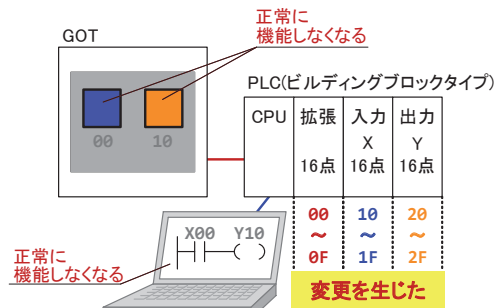 正常に
機能しなくなる
GOT
PLC(ビルディングブロックタイプ)
00 10
CPU 拡張 入力 出力
X Y
16点 16点 16点
00 10 20
~ ~ ~
0F 1F 2F
X00 Y10
正常に
機能しなくなる
変更を生じた